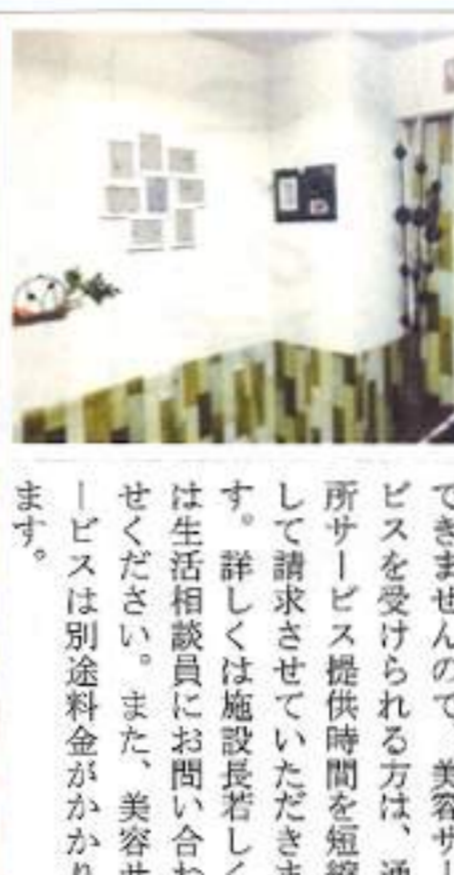 できませんので、美容サー
ビスを受けられる方は、通
所サービス提供時間を短縮
して請求させていただきま
す。詳しくは施設長若しく
は生活相談員にお問い合わ
せください。また、美容サ
ービスは別途料金がかかり
ます。